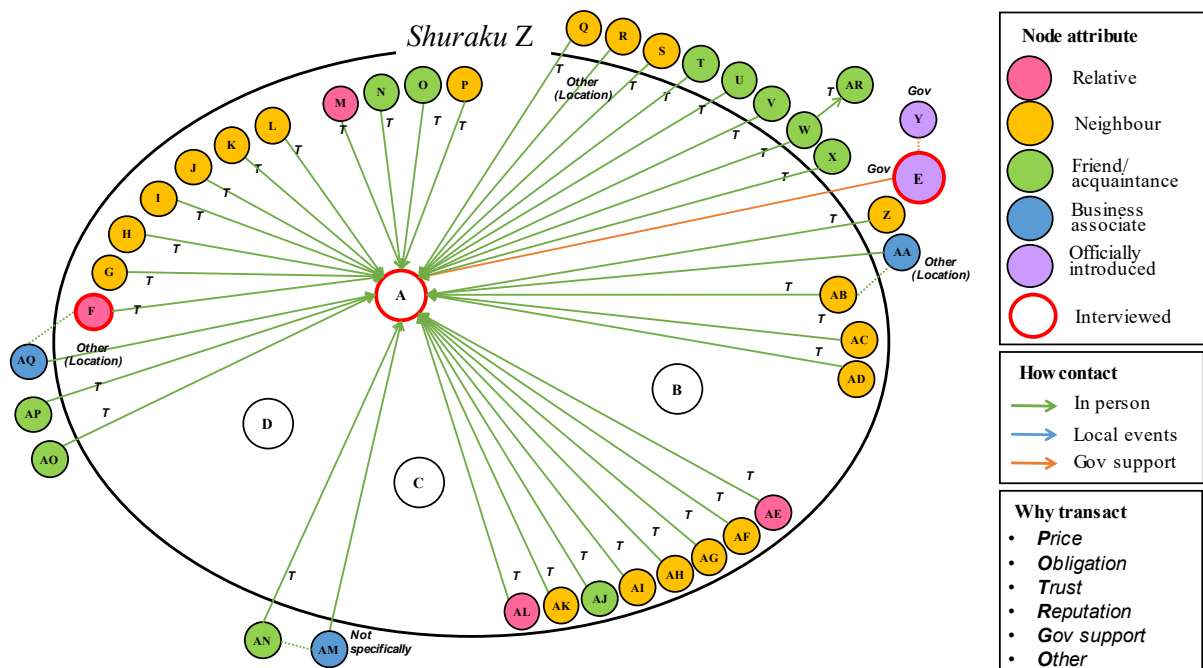 Shuraku Z
Q
R
S
T
U
V
W
X
AR
Gov
Y
Gov
E
T
Other
(Location)
T
T
T
T
T
T
T
T
M
N
O
P
T
T
T
T
L
K
J
I
H
G
F
T
T
T
T
T
T
T
A
Z
T
AA
Other
(Location)
AB
T
AC
T
AD
T
AQ
Other
(Location)
AP
T
AO
T
B
D
C
AE
T
AF
T
AG
T
AH
T
AI
T
AJ
T
AK
T
AL
T
AN
T
AM
Not
specifically
Node attribute
Relative
Neighbour
Friend/
acquaintance
Business
associate
Officially
introduced
Interviewed
How contact
In person
Local events
Gov support
Why transact
• Price
• Obligation
• Trust
• Reputation
• Gov support
• Other